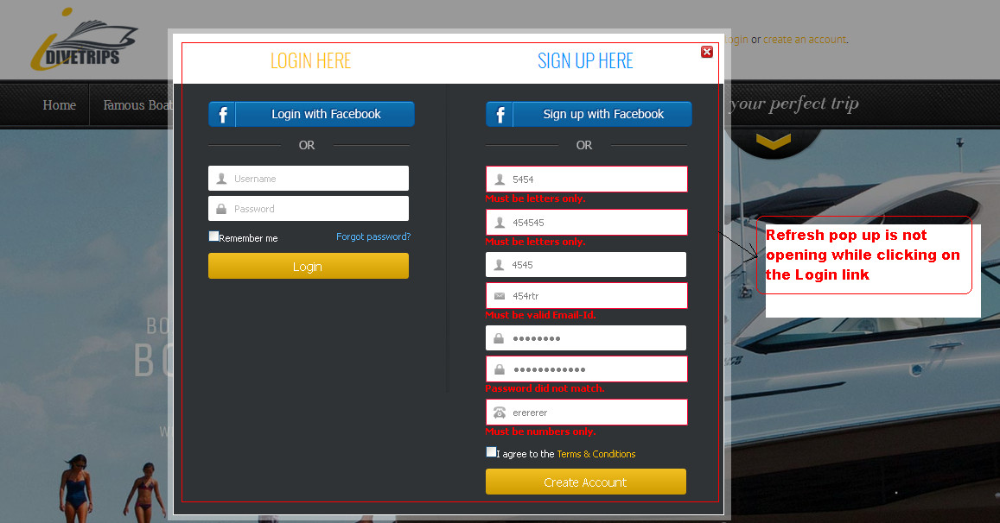 iDIVETRIPS
ogin or create an account.
Home
Famous Boat
your perfect trip
LOGIN HERE
Login with Facebook
OR
Username
Password
Remember me
Forgot password?
Login
SIGN UP HERE
Sign up with Facebook
OR
5454
Must be letters only.
454545
Must be letters only.
4545
454rtr
Must be valid Email-Id.
Password did not match.
erererer
Must be numbers only.
I agree to the Terms & Conditions
Create Account
Refresh pop up is not
opening while clicking on
the Login link
BO
BO
W